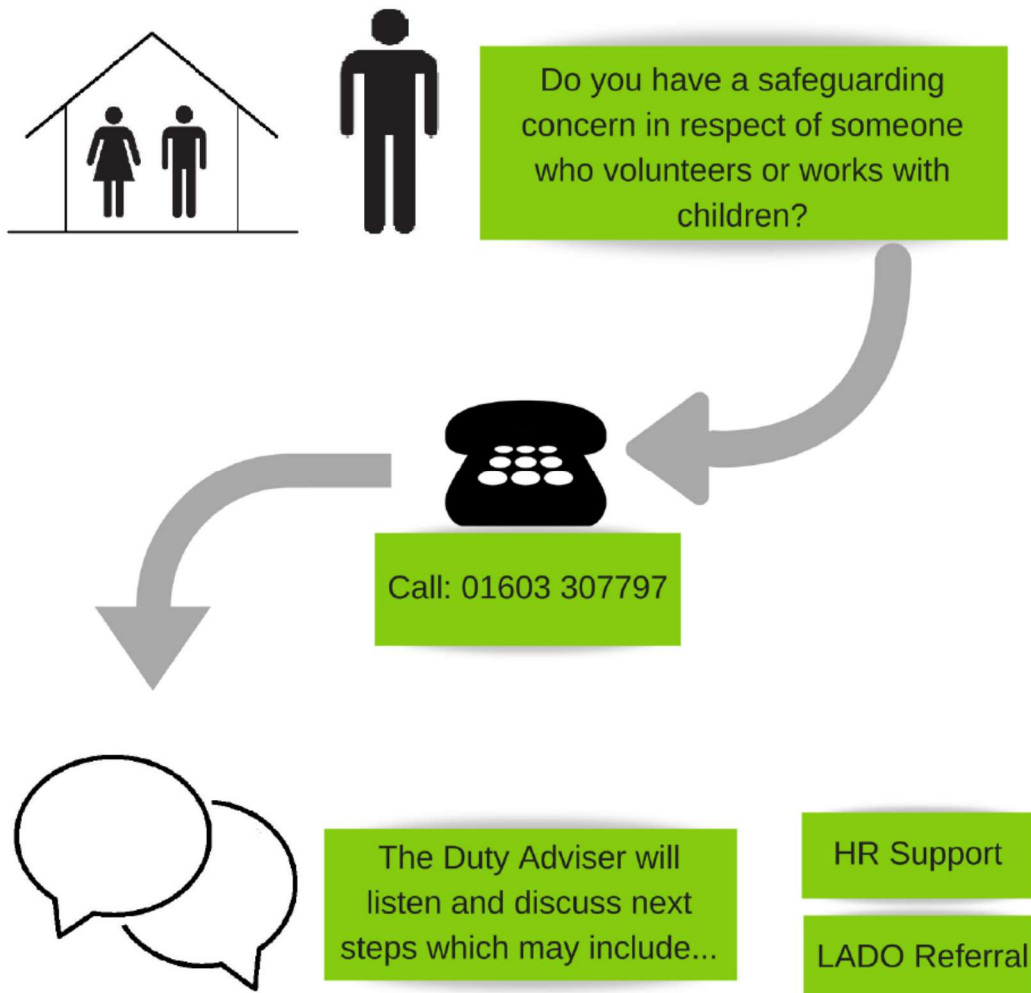 Do you have a safeguarding
concern in respect of someone
who volunteers or works with
children?
Call: 01603 307797
The Duty Adviser will
listen and discuss next
steps which may include...
HR Support
LADO Referral